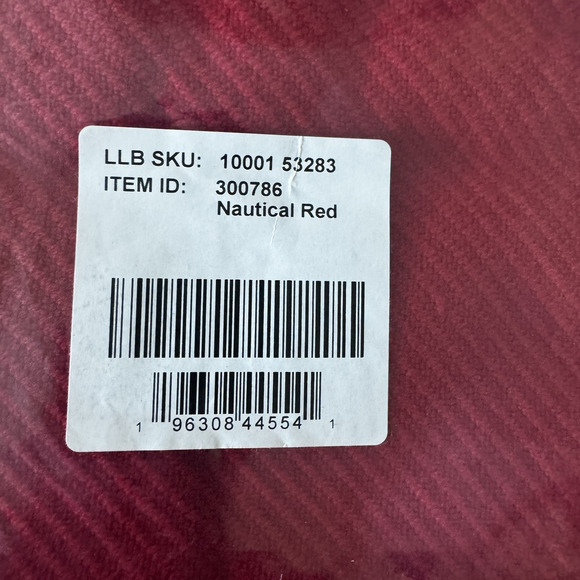 LLB SKU: 10001 53283
ITEM ID: 300786
Nautical Red
1 96308 44554 1